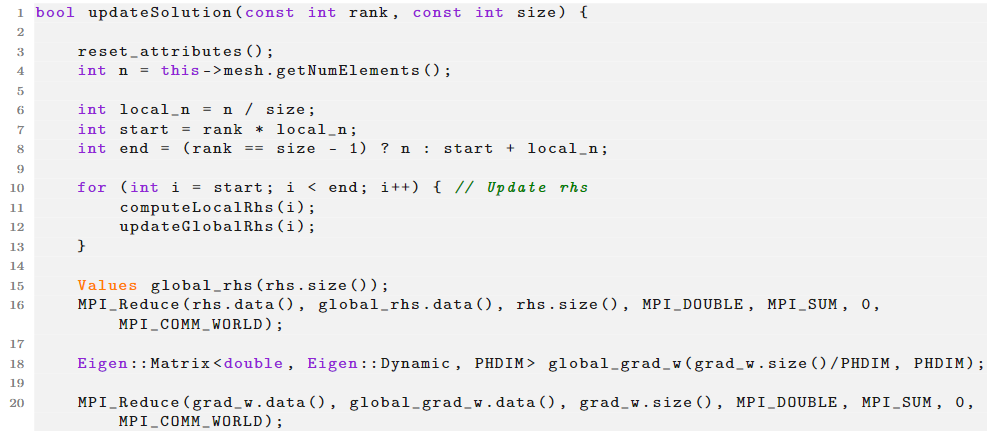 1 bool updateSolution(const int rank, const int size) {
2
3     reset_attributes();
4     int n = this->mesh.getNumElements();
5
6     int local_n = n / size;
7     int start = rank * local_n;
8     int end = (rank == size - 1) ? n : start + local_n;
9
10     for (int i = start; i < end; i++) { // Update rhs
11         computeLocalRhs(i);
12         updateGlobalRhs(i);
13     }
14
15     Values global_rhs(rhs.size());
16     MPI_Reduce(rhs.data(), global_rhs.data(), rhs.size(), MPI_DOUBLE, MPI_SUM, 0,
        MPI_COMM_WORLD);
17
18     Eigen::Matrix<double, Eigen::Dynamic, PHDIM> global_grad_w(grad_w.size()/PHDIM, PHDIM);
19
20     MPI_Reduce(grad_w.data(), global_grad_w.data(), grad_w.size(), MPI_DOUBLE, MPI_SUM, 0,
        MPI_COMM_WORLD);